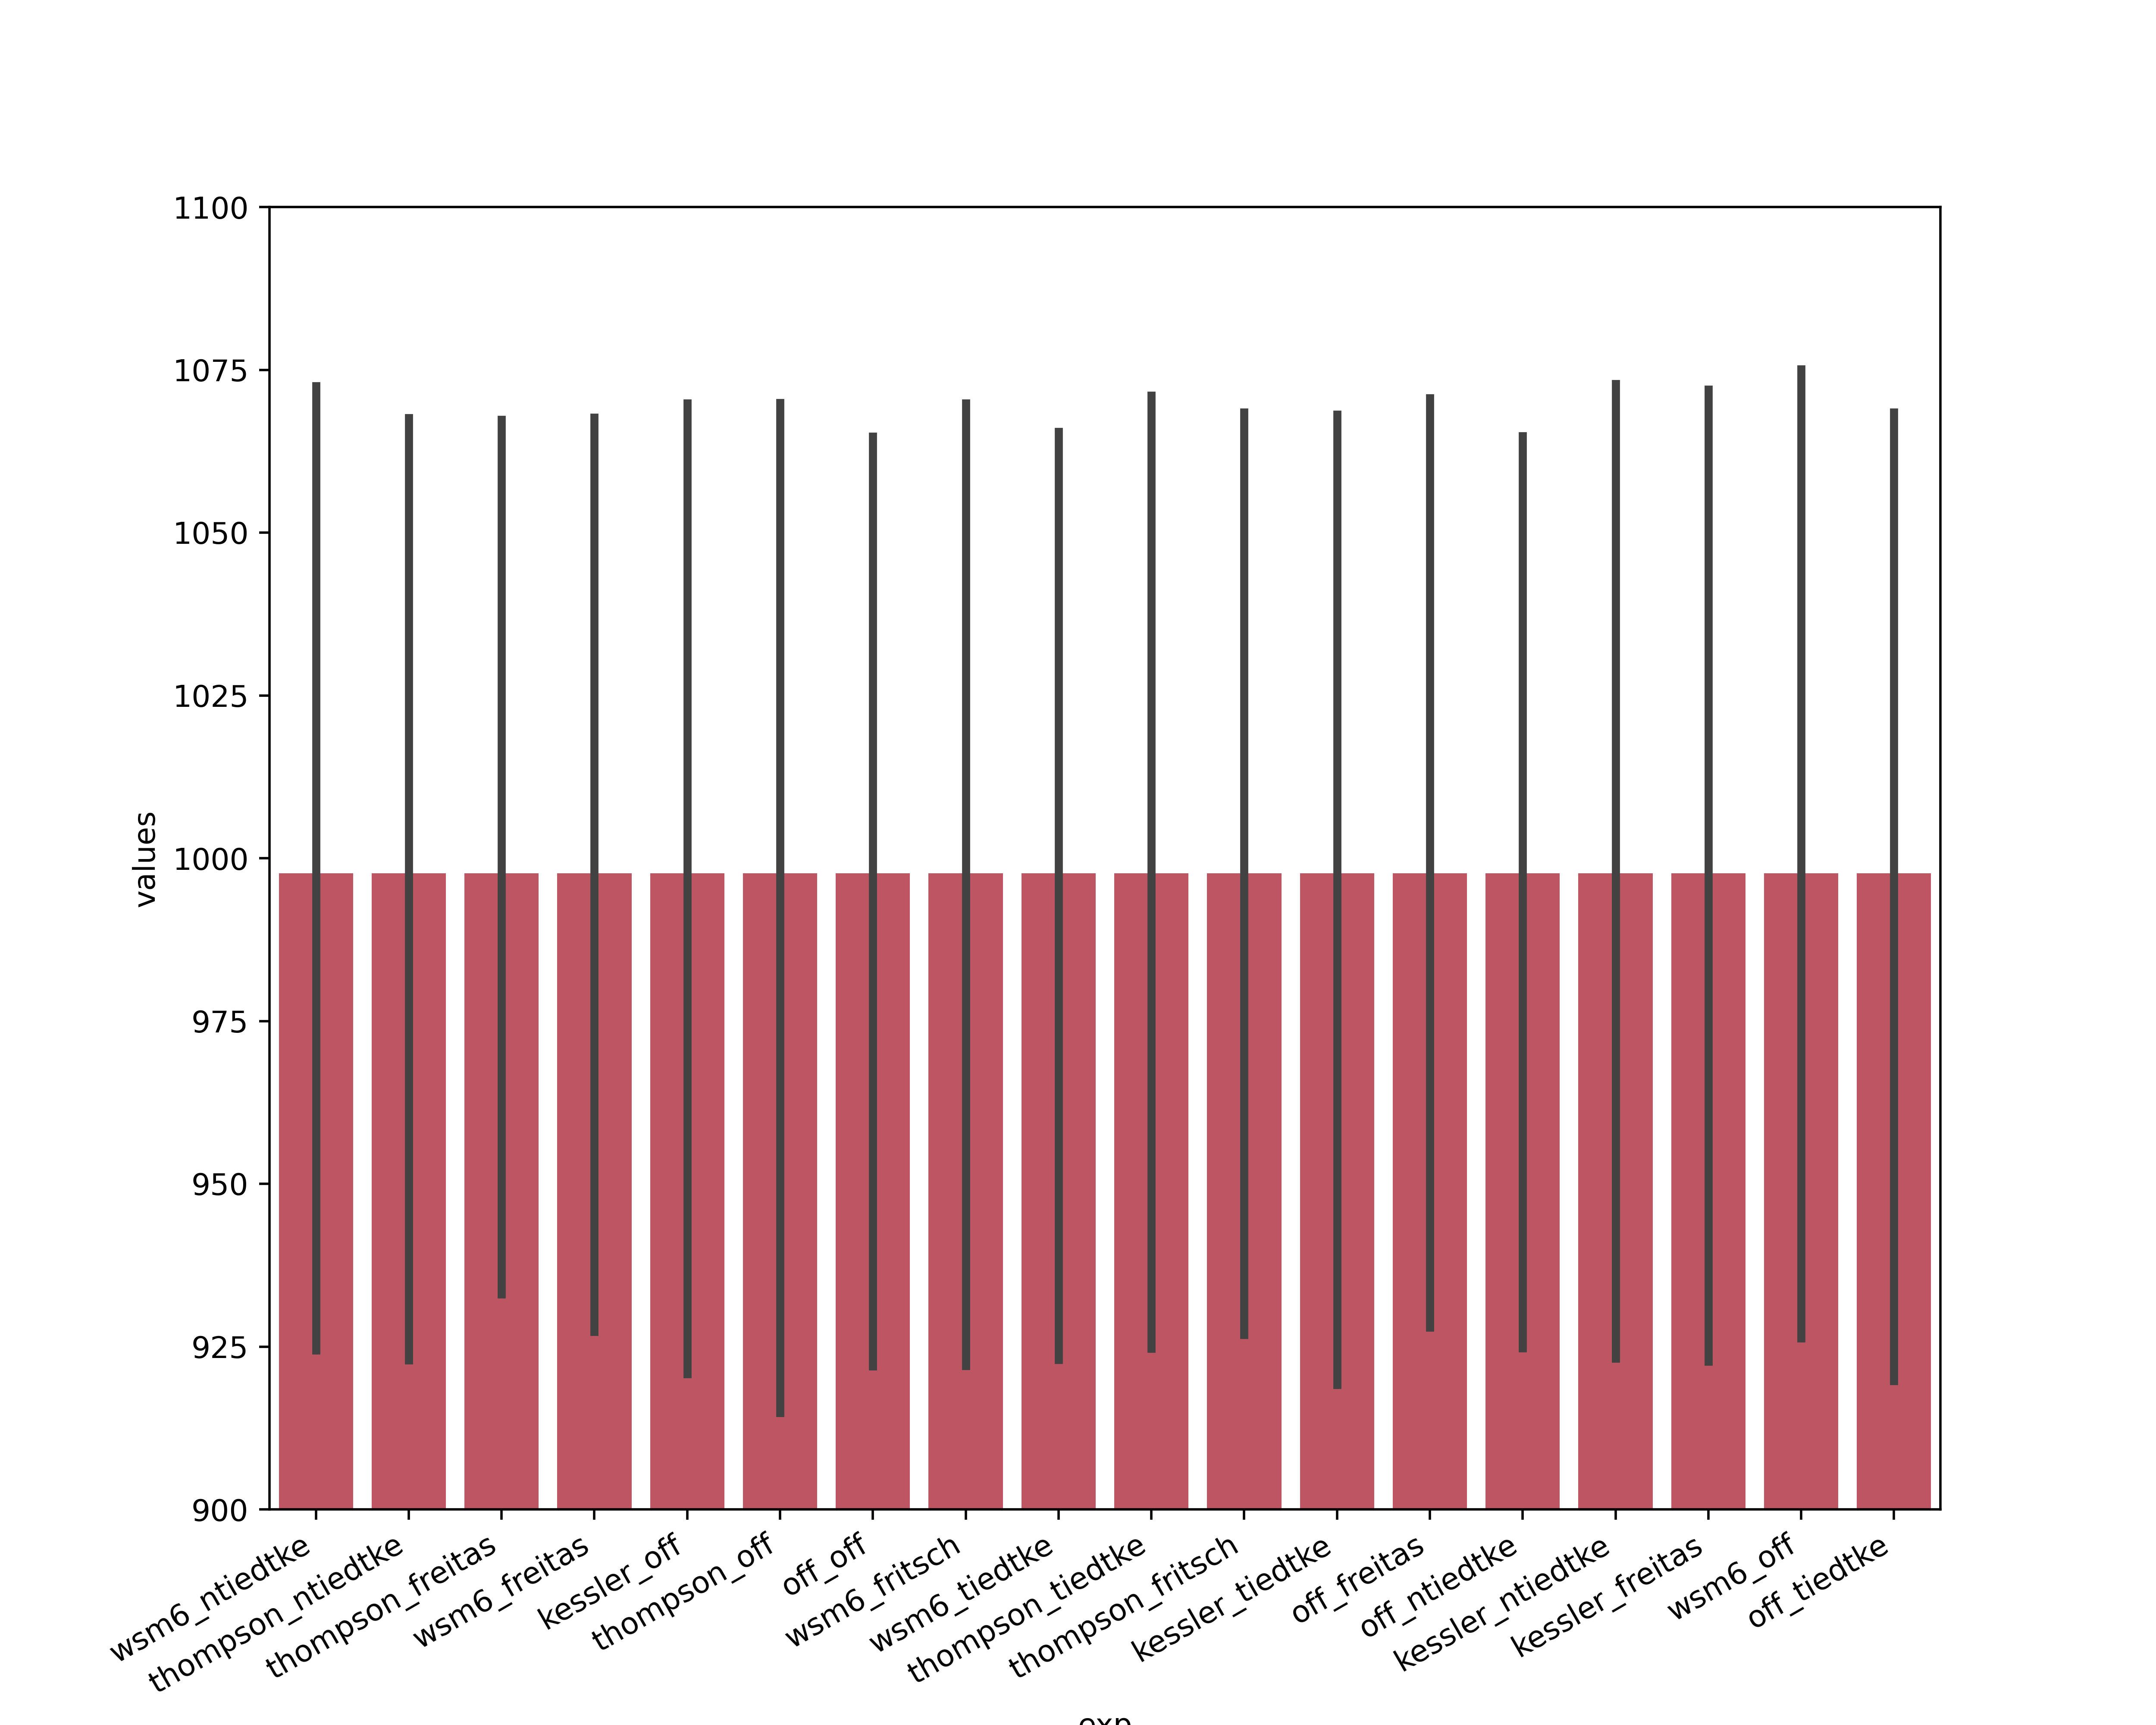 1100
1075
1050
1025
1000
975
950
925
900
values
wsm6_ntiedtke
thompson_ntiedtke
thompson_freitas
wsm6_freitas
kessler_off
thompson_off
off_off
wsm6_fritsch
wsm6_tiedtke
thompson_tiedtke
thompson_fritsch
kessler_tiedtke
off_freitas
off_ntiedtke
kessler_ntiedtke
kessler_freitas
wsm6_off
off_tiedtke
exp